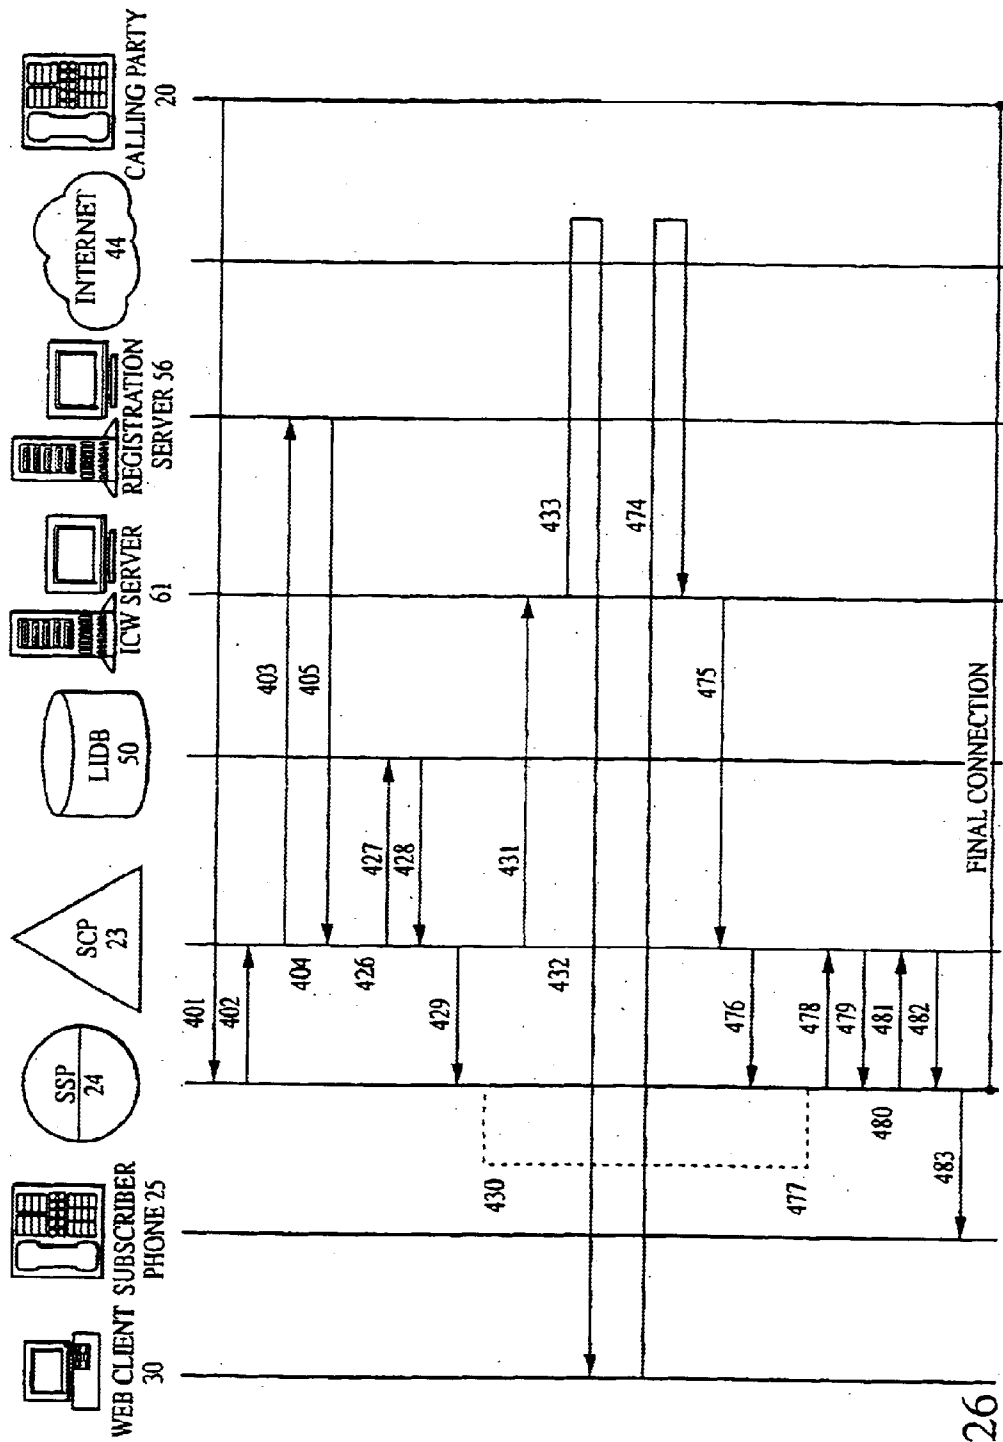 WEB CLIENT
30
SUBSCRIBER
PHONE 25
SSP
24
SCP
23
LIDB
50
ICW SERVER
61
REGISTRATION
SERVER 56
INTERNET
44
CALLING PARTY
20
401
402
403
404
405
426
427
428
429
430
431
432
433
474
475
476
477
478
479
480
481
482
483
FINAL CONNECTION
26